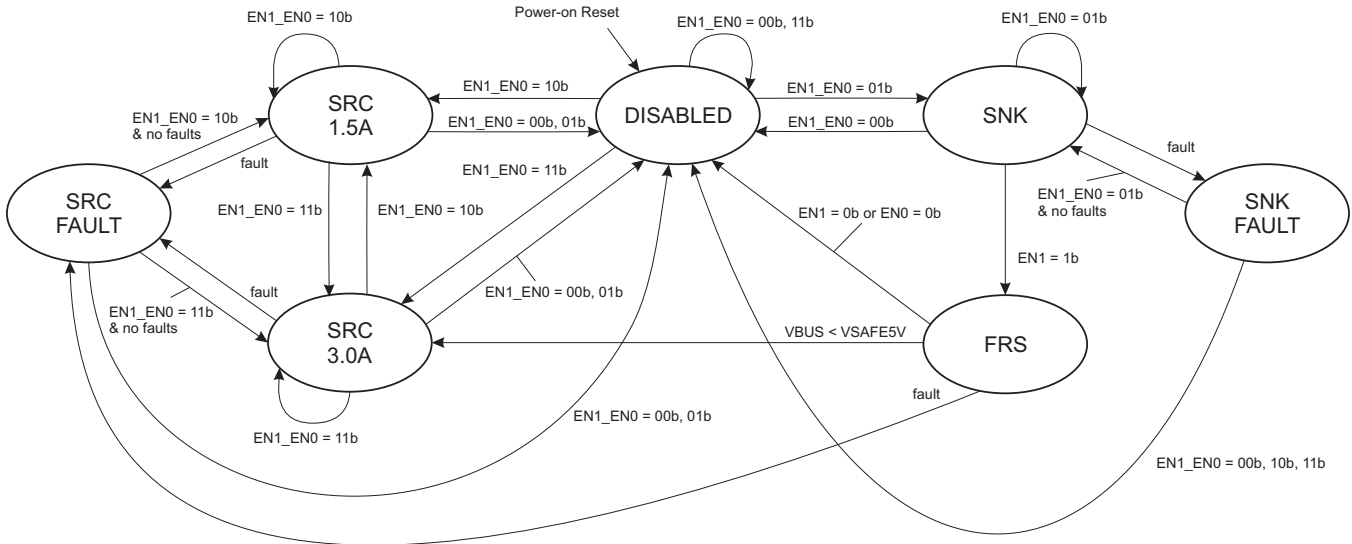 EN1_EN0 = 10b
Power-on Reset
EN1_EN0 = 00b, 11b
EN1_EN0 = 01b
SRC
1.5A
EN1_EN0 = 10b
DISABLED
EN1_EN0 = 01b
SNK
EN1_EN0 = 10b
& no faults
EN1_EN0 = 00b, 01b
EN1_EN0 = 00b
fault
fault
EN1_EN0 = 11b
SRC
FAULT
EN1_EN0 = 11b
EN1_EN0 = 10b
EN1 = 0b or EN0 = 0b
EN1_EN0 = 01b
& no faults
SNK
FAULT
EN1 = 1b
fault
EN1_EN0 = 00b, 01b
EN1_EN0 = 11b
& no faults
SRC
3.0A
VBUS < VSAFE5V
FRS
fault
EN1_EN0 = 11b
EN1_EN0 = 00b, 01b
EN1_EN0 = 00b, 10b, 11b